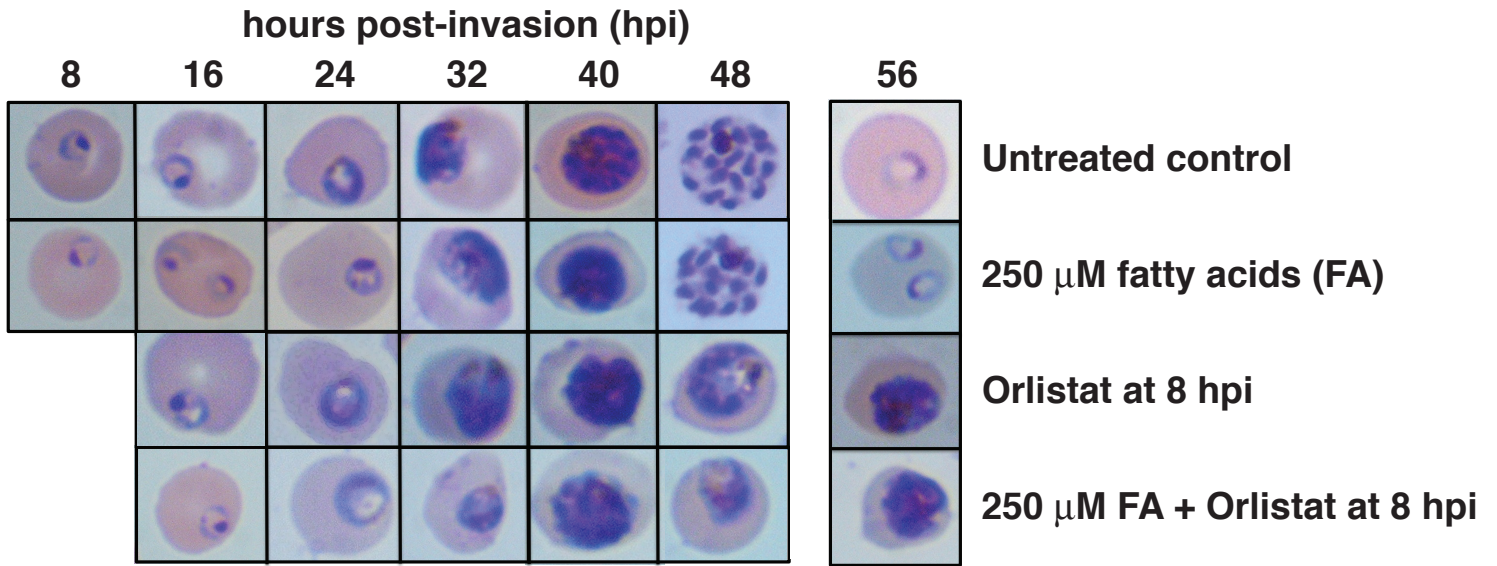 hours post-invasion (hpi)
8 16 24 32 40 48 56
Untreated control
250 μM fatty acids (FA)
Orlistat at 8 hpi
250 μM FA + Orlistat at 8 hpi